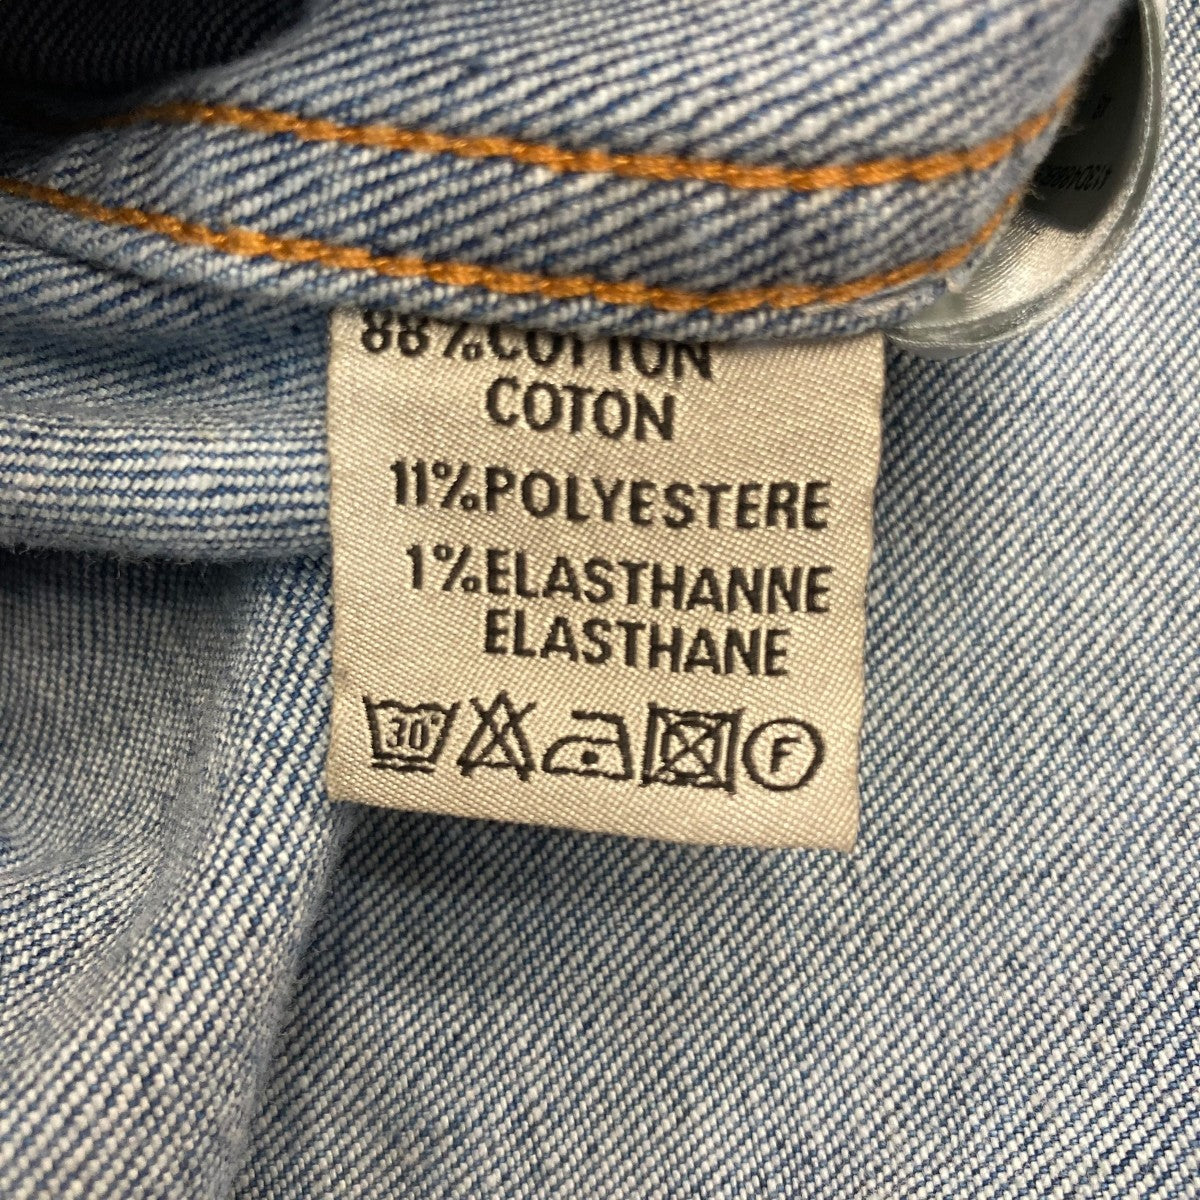 88%COTTON
COTON
11%POLYESTERE
1%ELASTHANNE
ELASTHANE
30°
F